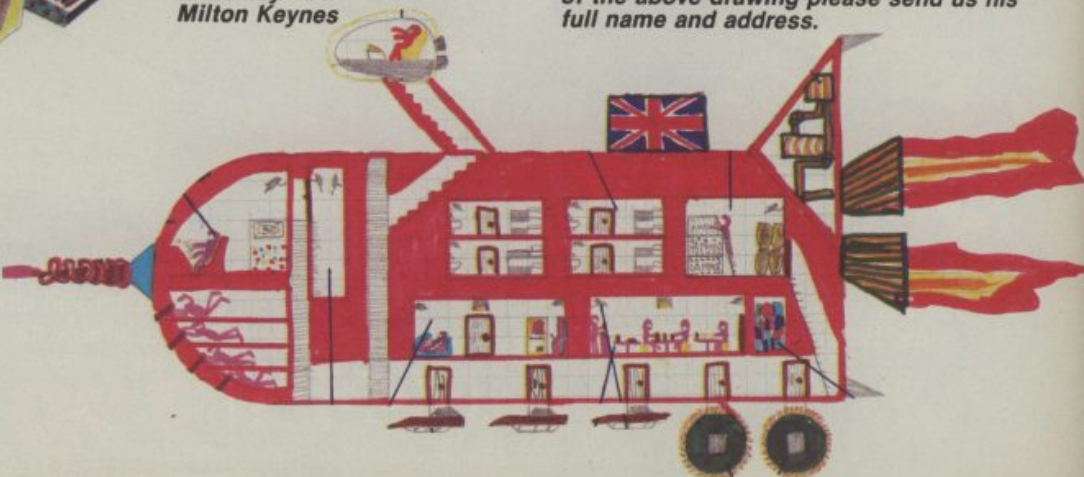 Milton Keynes
of the above drawing please send us his
full name and address.